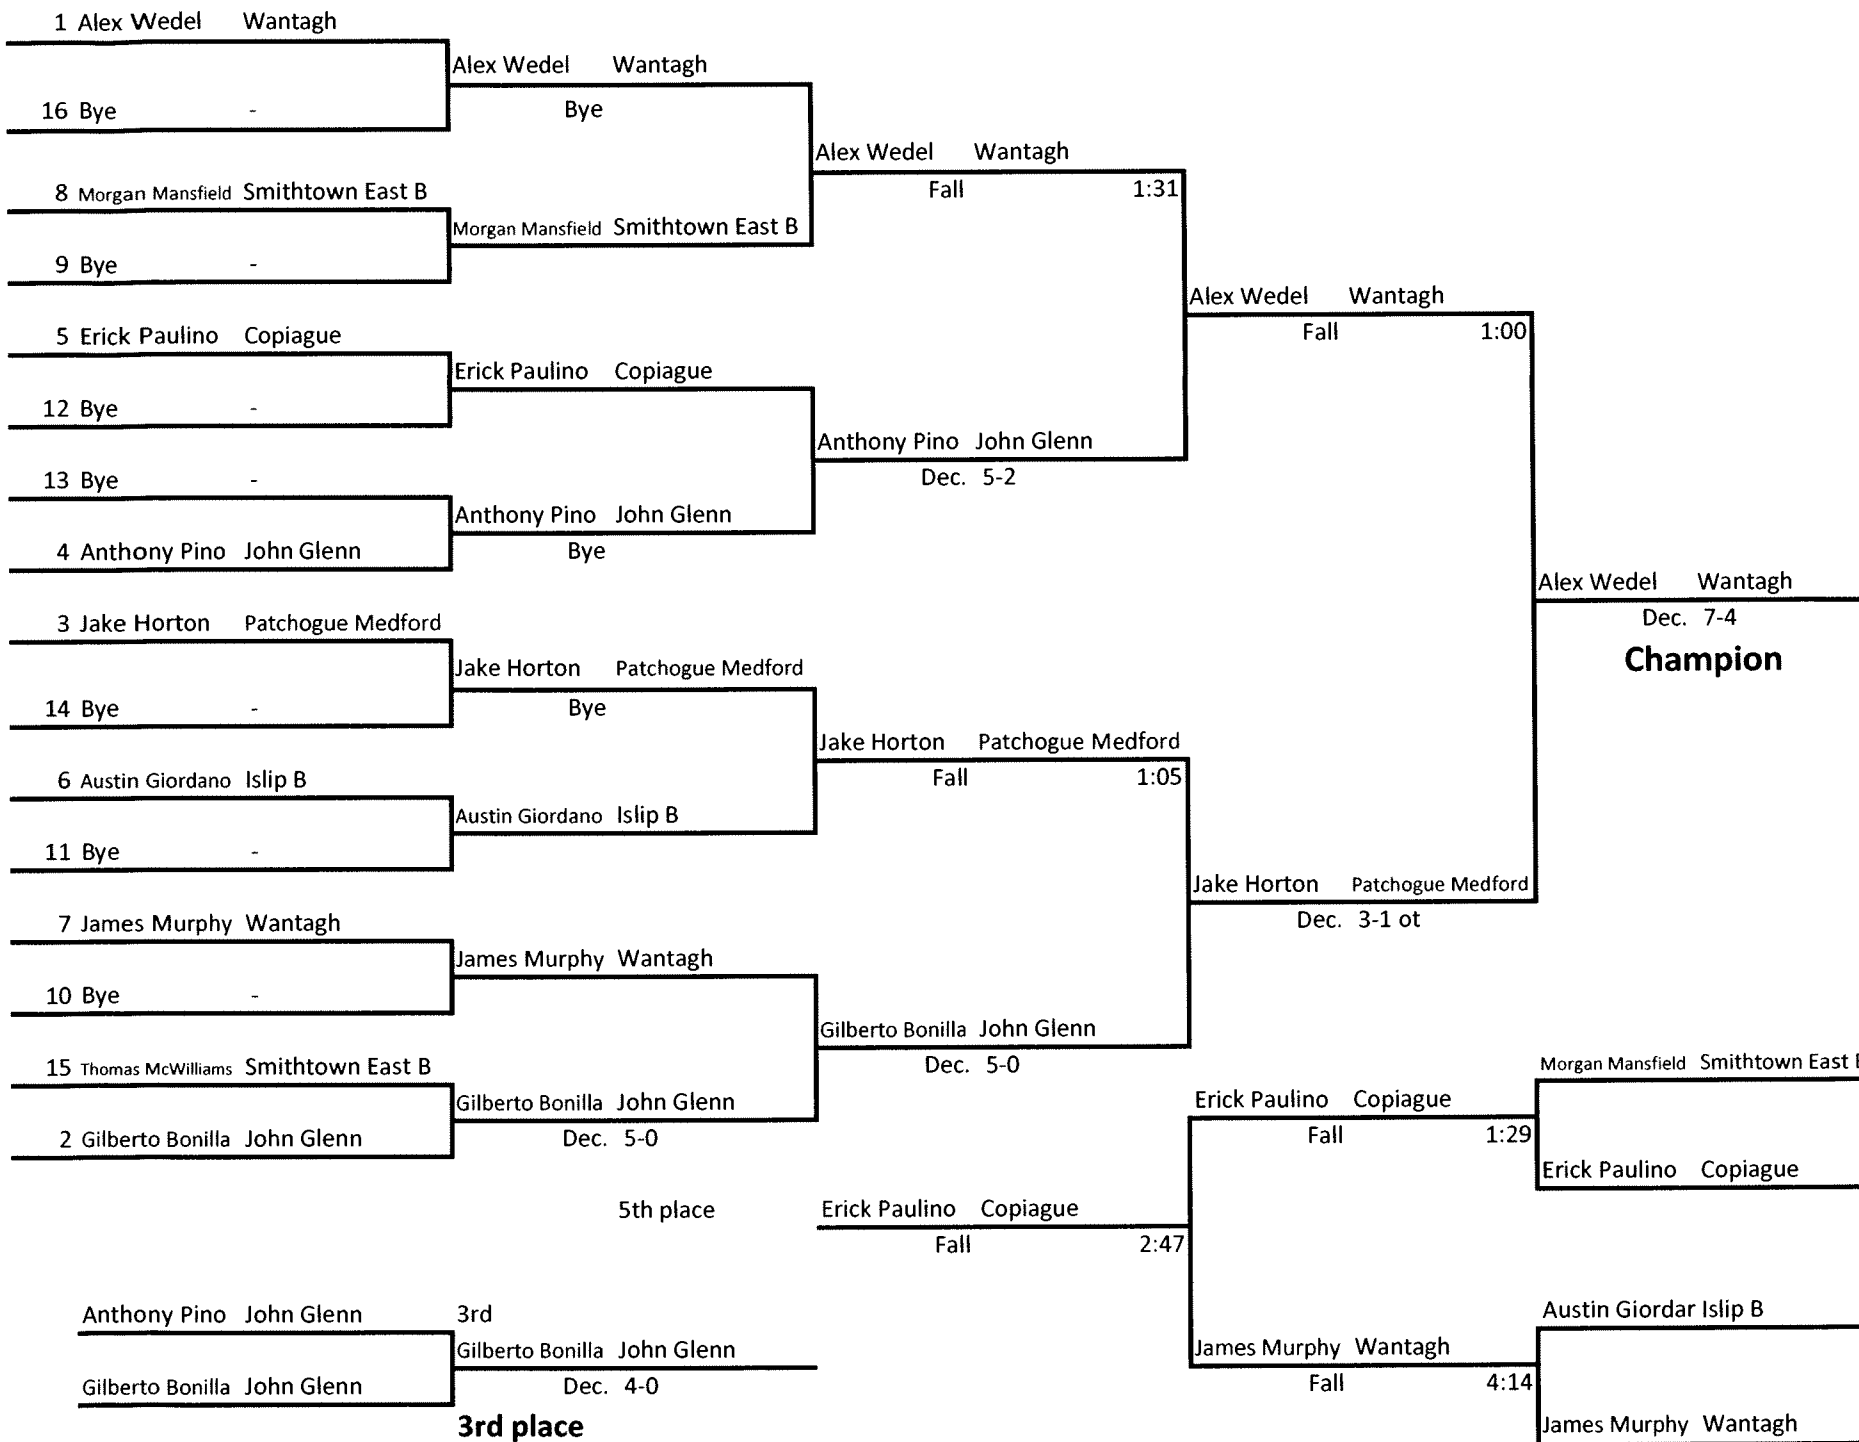 1 Alex Wedel Wantagh
16 Bye -
8 Morgan Mansfield Smithtown East B
9 Bye -
5 Erick Paulino Copiague
12 Bye -
13 Bye -
4 Anthony Pino John Glenn
3 Jake Horton Patchogue Medford
14 Bye -
6 Austin Giordano Islip B
11 Bye -
7 James Murphy Wantagh
10 Bye -
15 Thomas McWilliams Smithtown East B
2 Gilberto Bonilla John Glenn
Alex Wedel Wantagh
Bye
Morgan Mansfield Smithtown East B
Erick Paulino Copiague
Anthony Pino John Glenn
Bye
Jake Horton Patchogue Medford
Bye
Austin Giordano Islip B
James Murphy Wantagh
Gilberto Bonilla John Glenn
Dec. 5-0
Alex Wedel Wantagh
Fall 1:31
Anthony Pino John Glenn
Dec. 5-2
Jake Horton Patchogue Medford
Fall 1:05
Gilberto Bonilla John Glenn
Dec. 5-0
Alex Wedel Wantagh
Fall 1:00
Jake Horton Patchogue Medford
Dec. 3-1 ot
Alex Wedel Wantagh
Dec. 7-4
Champion
Morgan Mansfield Smithtown East
Erick Paulino Copiague
Erick Paulino Copiague
Fall 1:29
Austin Giordar Islip B
James Murphy Wantagh
James Murphy Wantagh
Fall 4:14
5th place
Erick Paulino Copiague
Fall 2:47
Anthony Pino John Glenn
Gilberto Bonilla John Glenn
3rd
Gilberto Bonilla John Glenn
Dec. 4-0
3rd place